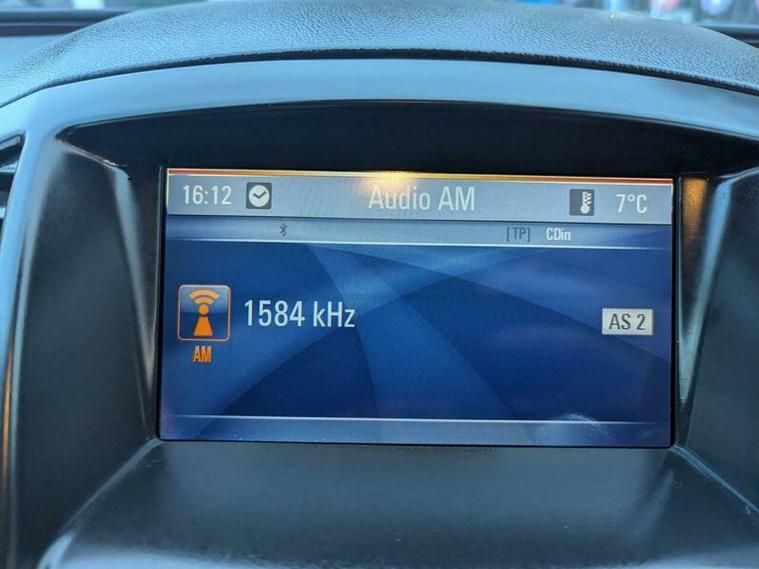 16:12 Audio AM 7°C
[TP] CDin
1584 kHz AS 2
AM